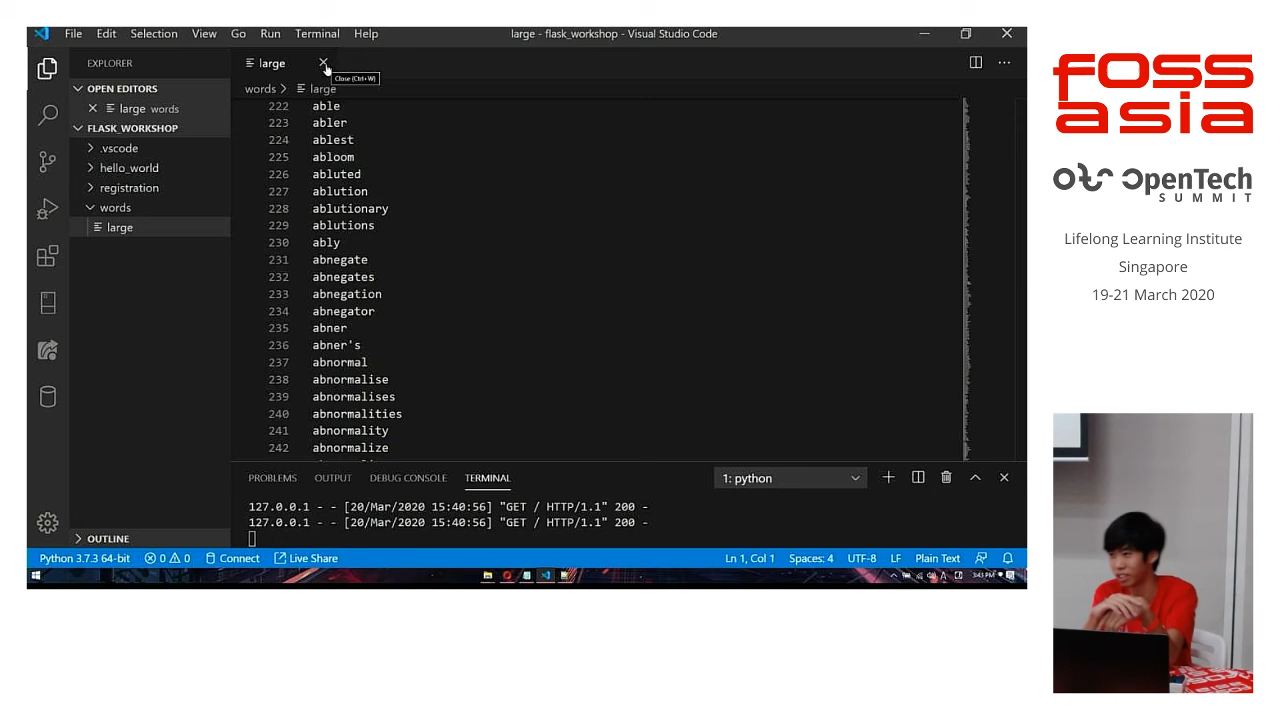 File Edit Selection View Go Run Terminal Help
large - flask_workshop - Visual Studio Code
EXPLORER
OPEN EDITORS
large words
FLASK_WORKSHOP
.vscode
hello_world
registration
words
large
OUTLINE
large
Close (Ctrl+W)
words > large
222 able
223 abler
224 ablest
225 abloom
226 abluted
227 ablution
228 ablutionary
229 ablutions
230 ably
231 abnegate
232 abnegates
233 abnegation
234 abnegator
235 abner
236 abner's
237 abnormal
238 abnormalise
239 abnormalises
240 abnormalities
241 abnormality
242 abnormalize
PROBLEMS OUTPUT DEBUG CONSOLE TERMINAL
1: python
127.0.0.1 - - [20/Mar/2020 15:40:56] "GET / HTTP/1.1" 200 -
127.0.0.1 - - [20/Mar/2020 15:40:56] "GET / HTTP/1.1" 200 -
Python 3.7.3 64-bit 0 0 Connect Live Share
Ln 1, Col 1 Spaces: 4 UTF-8 LF Plain Text
3:43 PM
FOSS
asia
OpenTech
SUMMIT
Lifelong Learning Institute
Singapore
19-21 March 2020
FOSS